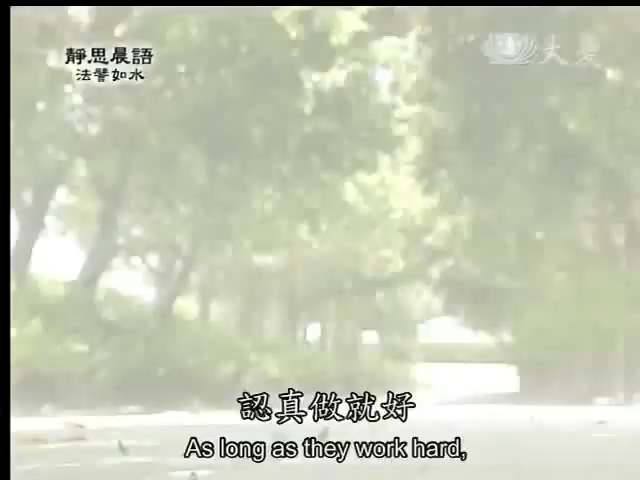 靜思晨語
法譬如水
大愛
認真做就好
As long as they work hard,